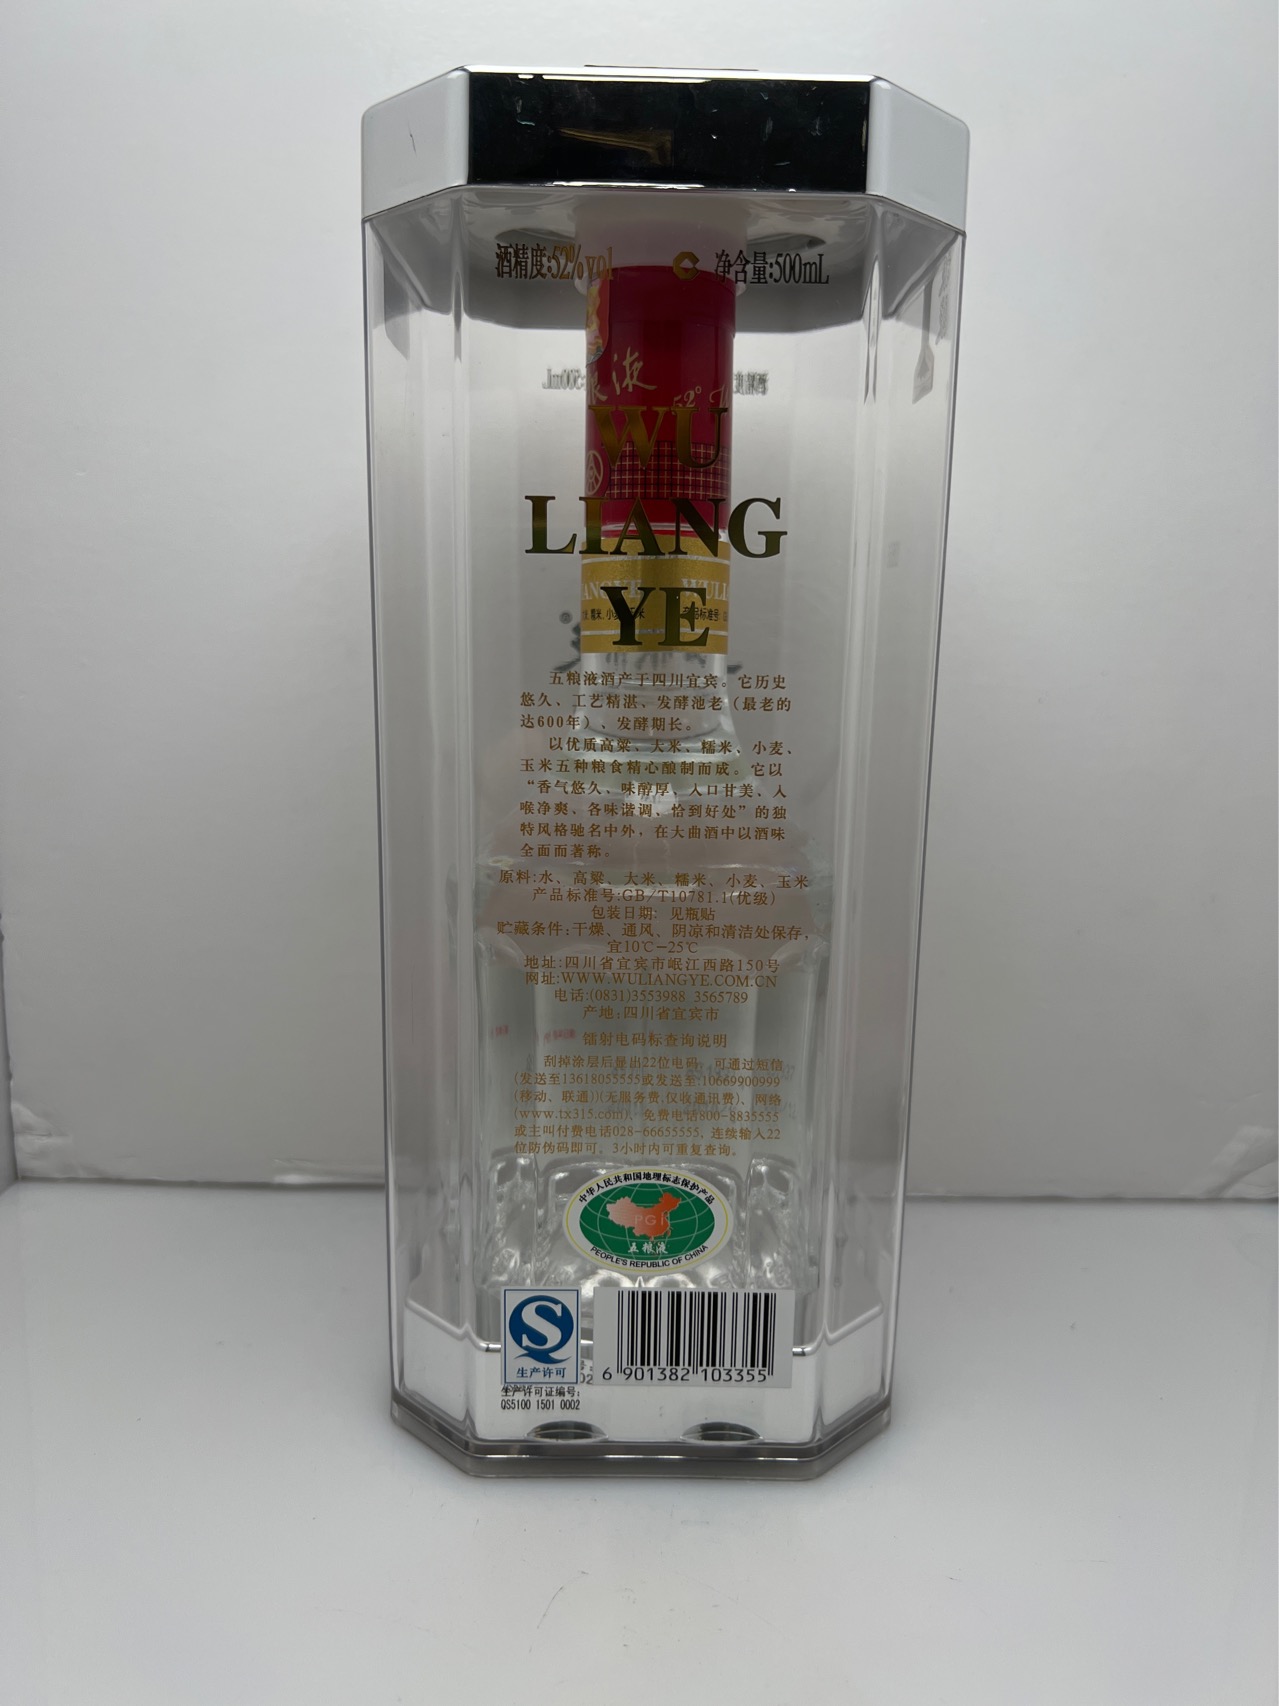 酒精度:52%vol
净含量:500mL
液
52°
WU
LIANG
YE
五粮液酒产于四川宜宾。它历史
悠久、工艺精湛、发酵池老（最老的
达600年）、发酵期长。
以优质高粱、大米、糯米、小麦、
玉米五种粮食精心酿制而成。它以
“香气悠久、味醇厚、入口甘美、入
喉净爽、各味谐调、恰到好处”的独
特风格驰名中外，在大曲酒中以酒味
全面而著称。
原料:水、高粱、大米、糯米、小麦、玉米
产品标准号:GB/T10781.1(优级)
包装日期: 见瓶贴
贮藏条件:干燥、通风、阴凉和清洁处保存，
宜10℃-25℃
地址:四川省宜宾市岷江西路150号
网址:WWW.WULIANGYE.COM.CN
电话:(0831)3553988 3565789
产地:四川省宜宾市
镭射电码标查询说明
刮掉涂层后显出22位电码，可通过短信
(发送至13618055555或发送至:10669900999
(移动、联通))(无服务费,仅收通讯费)、网络
(www.tx315.com)、免费电话800-8835555
或主叫付费电话028-66655555, 连续输入22
位防伪码即可。3小时内可重复查询。
中华人民共和国地理标志保护产品
PGI
五粮液
PEOPLE'S REPUBLIC OF CHINA
生产许可
6 901382 103355
生产许可证编号:
QS5100 1501 0002